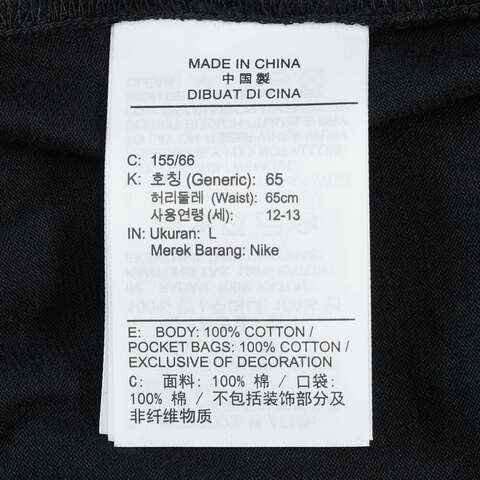 MADE IN CHINA
中国製
DIBUAT DI CINA
C: 155/66
K: 호칭 (Generic): 65
허리둘레 (Waist): 65cm
사용연령 (세): 12-13
IN: Ukuran: L
Merek Barang: Nike
E: BODY: 100% COTTON /
POCKET BAGS: 100% COTTON /
EXCLUSIVE OF DECORATION
C: 面料: 100% 棉 / 口袋:
100% 棉 / 不包括装饰部分及
非纤维物质